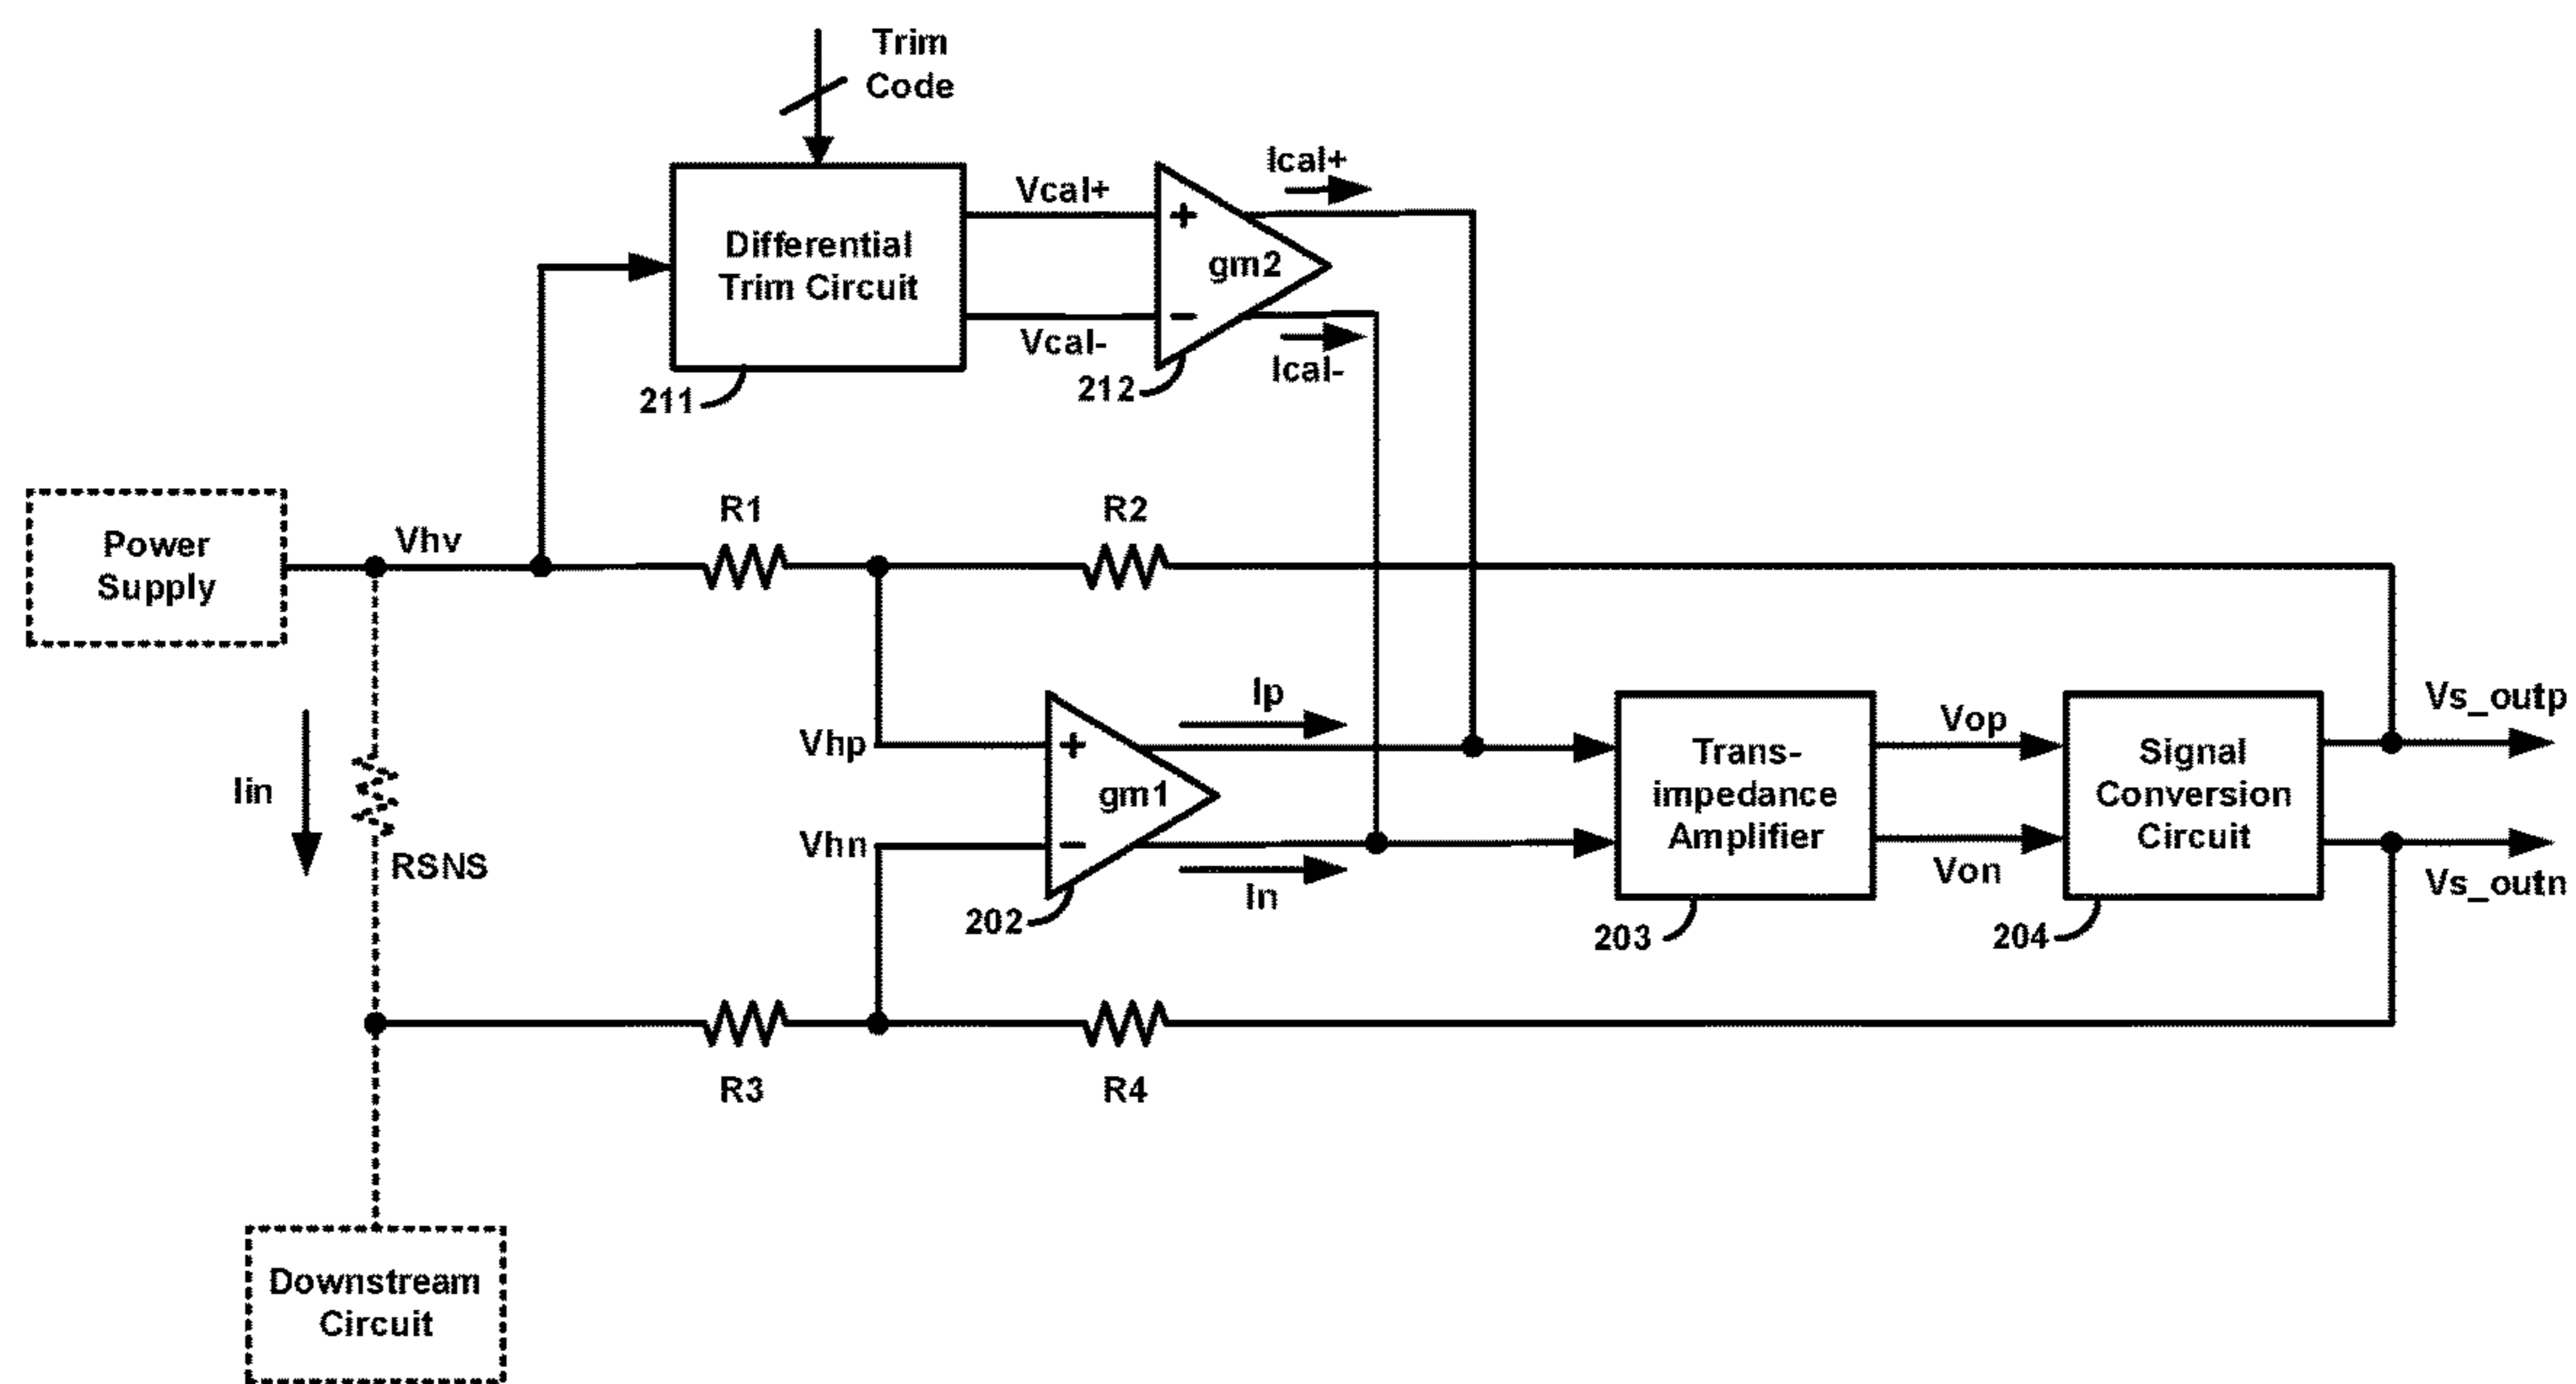 Trim
Code
Differential
Trim Circuit
Vcal+
Vcal-
+
gm2
-
Ical+
Ical-
211
212
Power
Supply
Vhv
R1
R2
Iin
RSNS
Vhp
Vhn
+
gm1
-
202
Ip
In
Trans-
impedance
Amplifier
203
Vop
Von
Signal
Conversion
Circuit
204
Vs_outp
Vs_outn
R3
R4
Downstream
Circuit